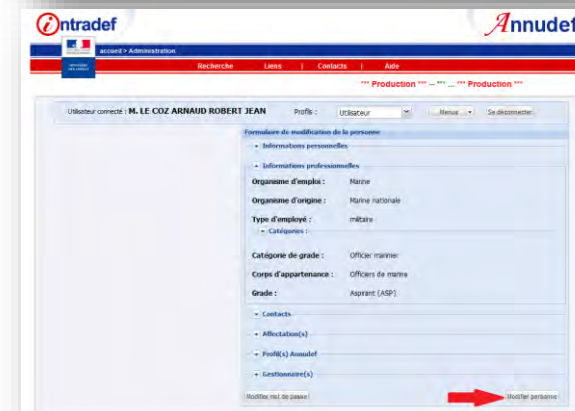 intradef Annudef
accueil > Administration
Recherche Liens | Contacts | Aide
*** Production *** -- *** ... *** Production ***
Utilisateur connecté : M. LE COZ ARNAUD ROBERT JEAN Profils : Utilisateur Menus Se déconnecter
Formulaire de modification de la personne
Informations personnelles
Informations professionnelles
Organisme d'emploi : Marine
Organisme d'origine : Marine nationale
Type d'employé : militaire
Catégories :
Catégorie de grade : Officier marinier
Corps d'appartenance : Officiers de marine
Grade : Aspirant (ASP)
Contacts
Affectation(s)
Profil(s) Annudef
Gestionnaire(s)
Modifier mot de passe Modifier personne